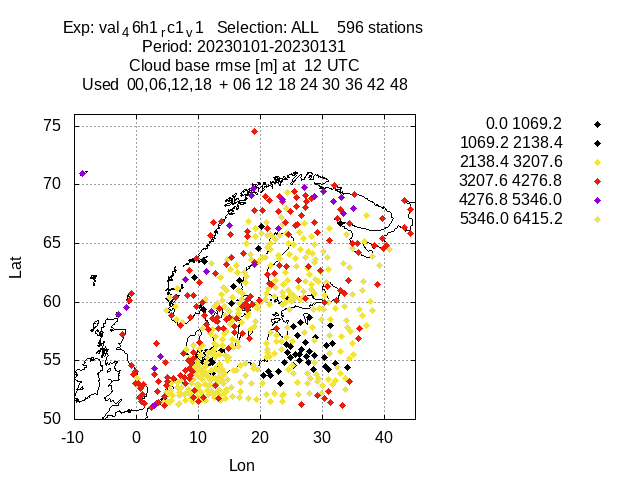 Exp: val4 6h1rc1v1 Selection: ALL 596 stations
Period: 20230101-20230131
Cloud base rmse [m] at 12 UTC
Used 00,06,12,18 + 06 12 18 24 30 36 42 48
75
70
65
60
55
50
-10 0 10 20 30 40
Lat
Lon
0.0 1069.2
1069.2 2138.4
2138.4 3207.6
3207.6 4276.8
4276.8 5346.0
5346.0 6415.2